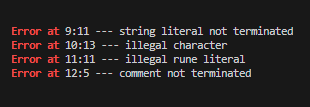 Error at 9:11 --- string literal not terminated
Error at 10:13 --- illegal character
Error at 11:11 --- illegal rune literal
Error at 12:5 --- comment not terminated